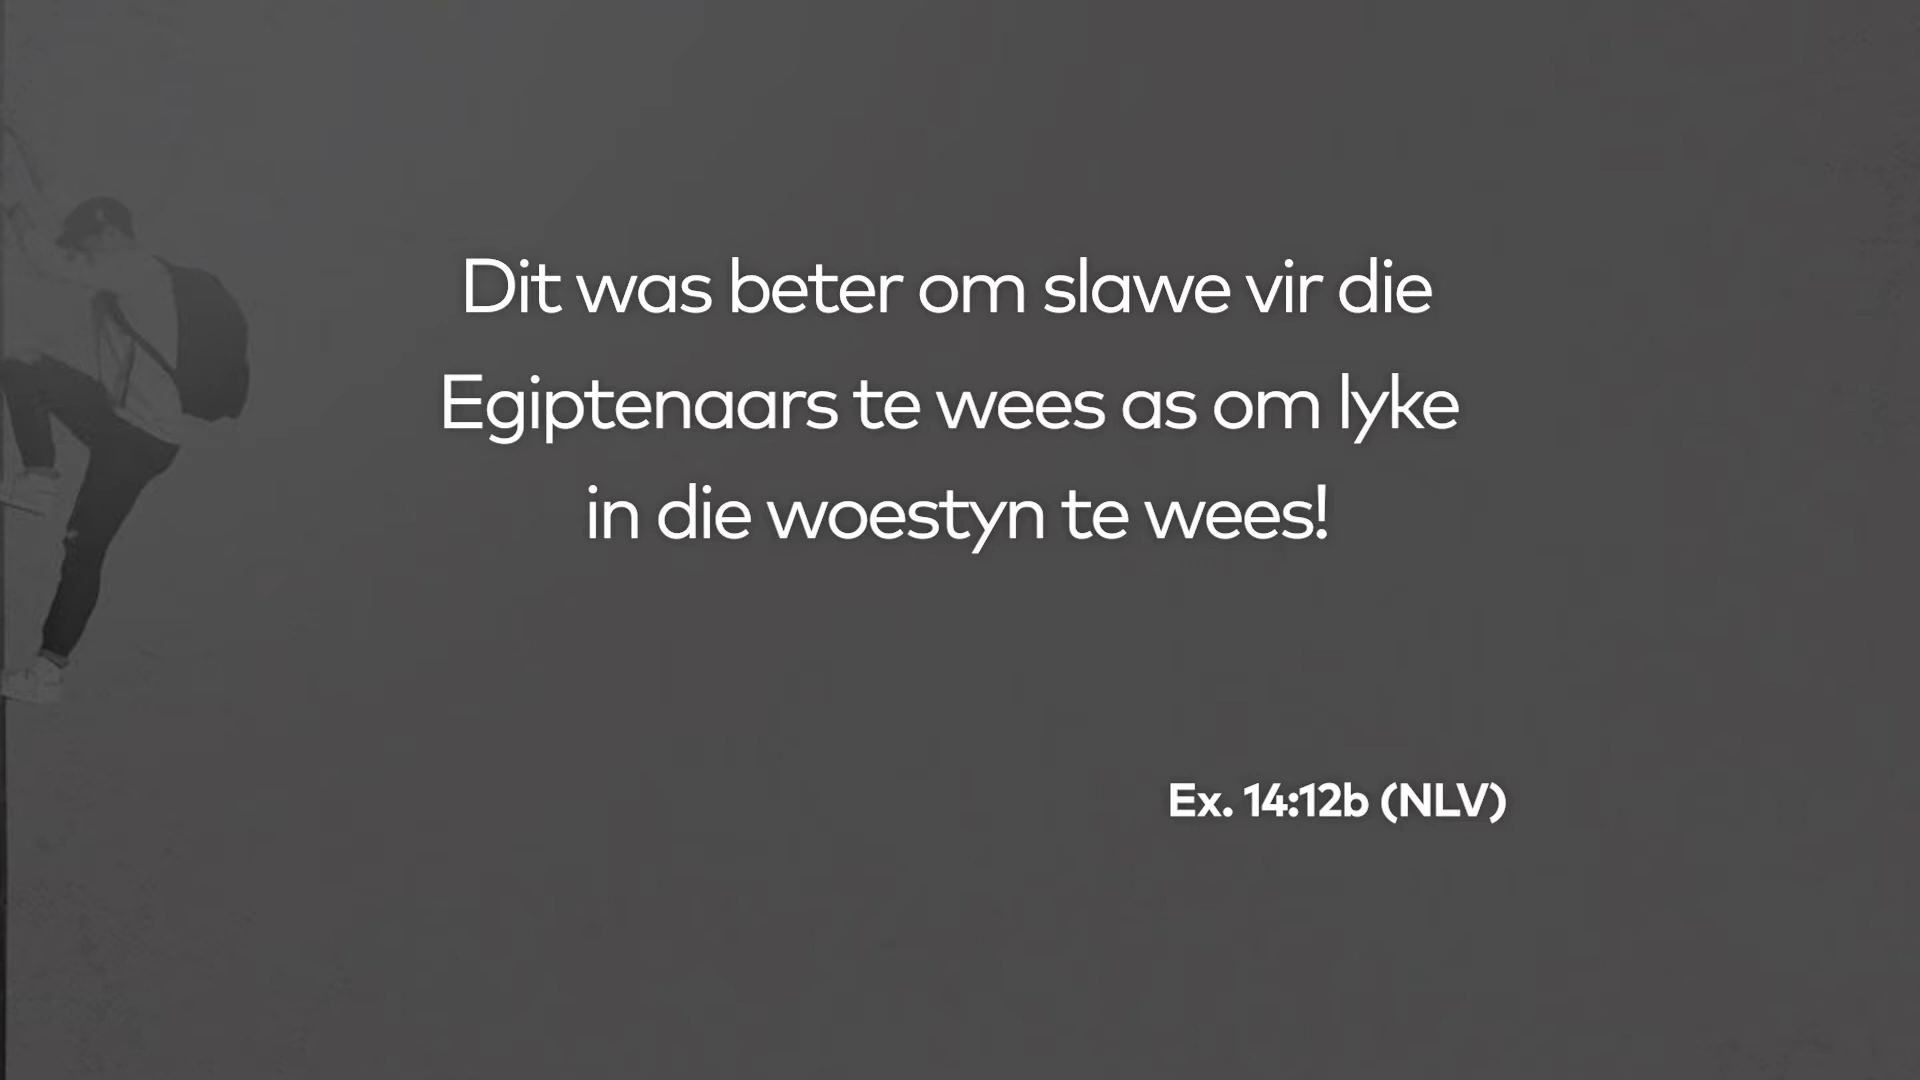 Dit was beter om slawe vir die
Egiptenaars te wees as om lyke
in die woestyn te wees!
Ex. 14:12b (NLV)